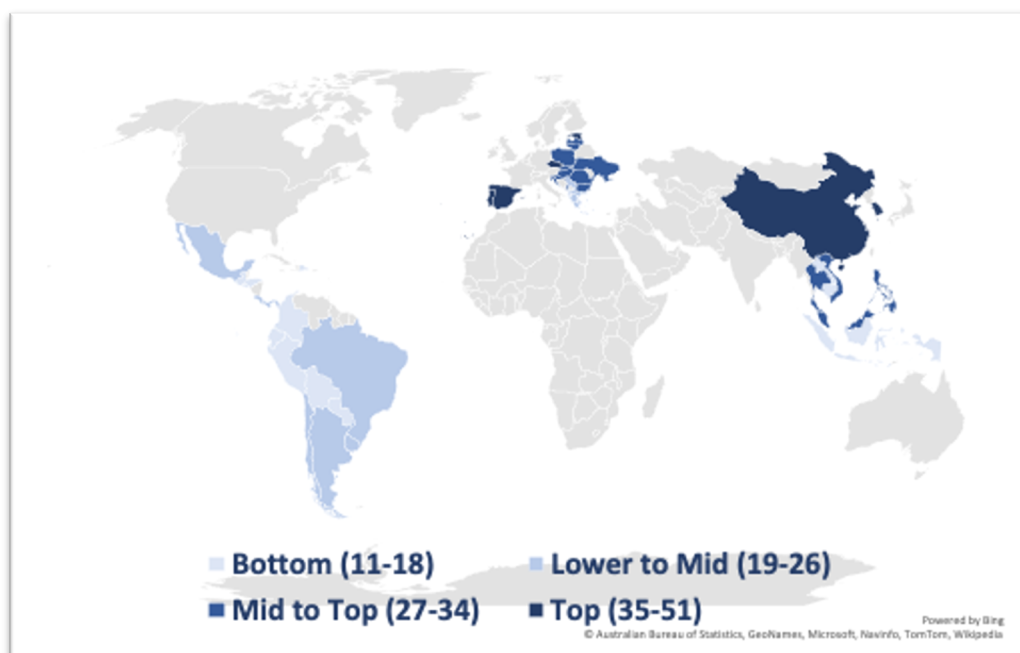 Bottom (11-18) Lower to Mid (19-26)
Mid to Top (27-34) Top (35-51)
Powered by Bing
© Australian Bureau of Statistics, GeoNames, Microsoft, Navinfo, TomTom, Wikipedia